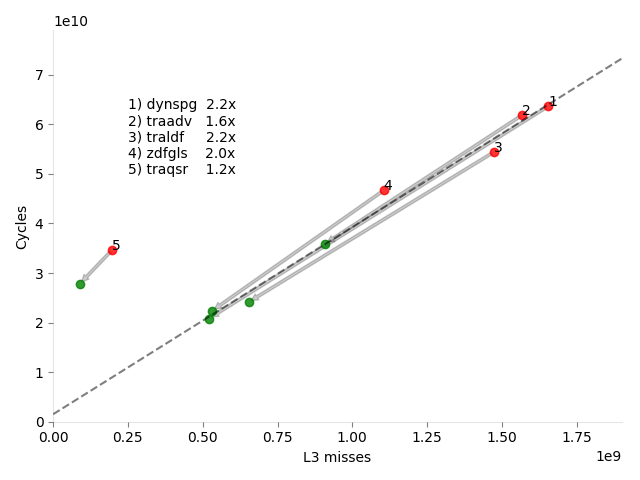 1e10
7
6
5
4
3
2
1
0
Cycles
1) dynspg 2.2x
2) traadv 1.6x
3) traldf 2.2x
4) zdfgls 2.0x
5) traqsr 1.2x
1
2
3
4
5
0.00 0.25 0.50 0.75 1.00 1.25 1.50 1.75
L3 misses
1e9